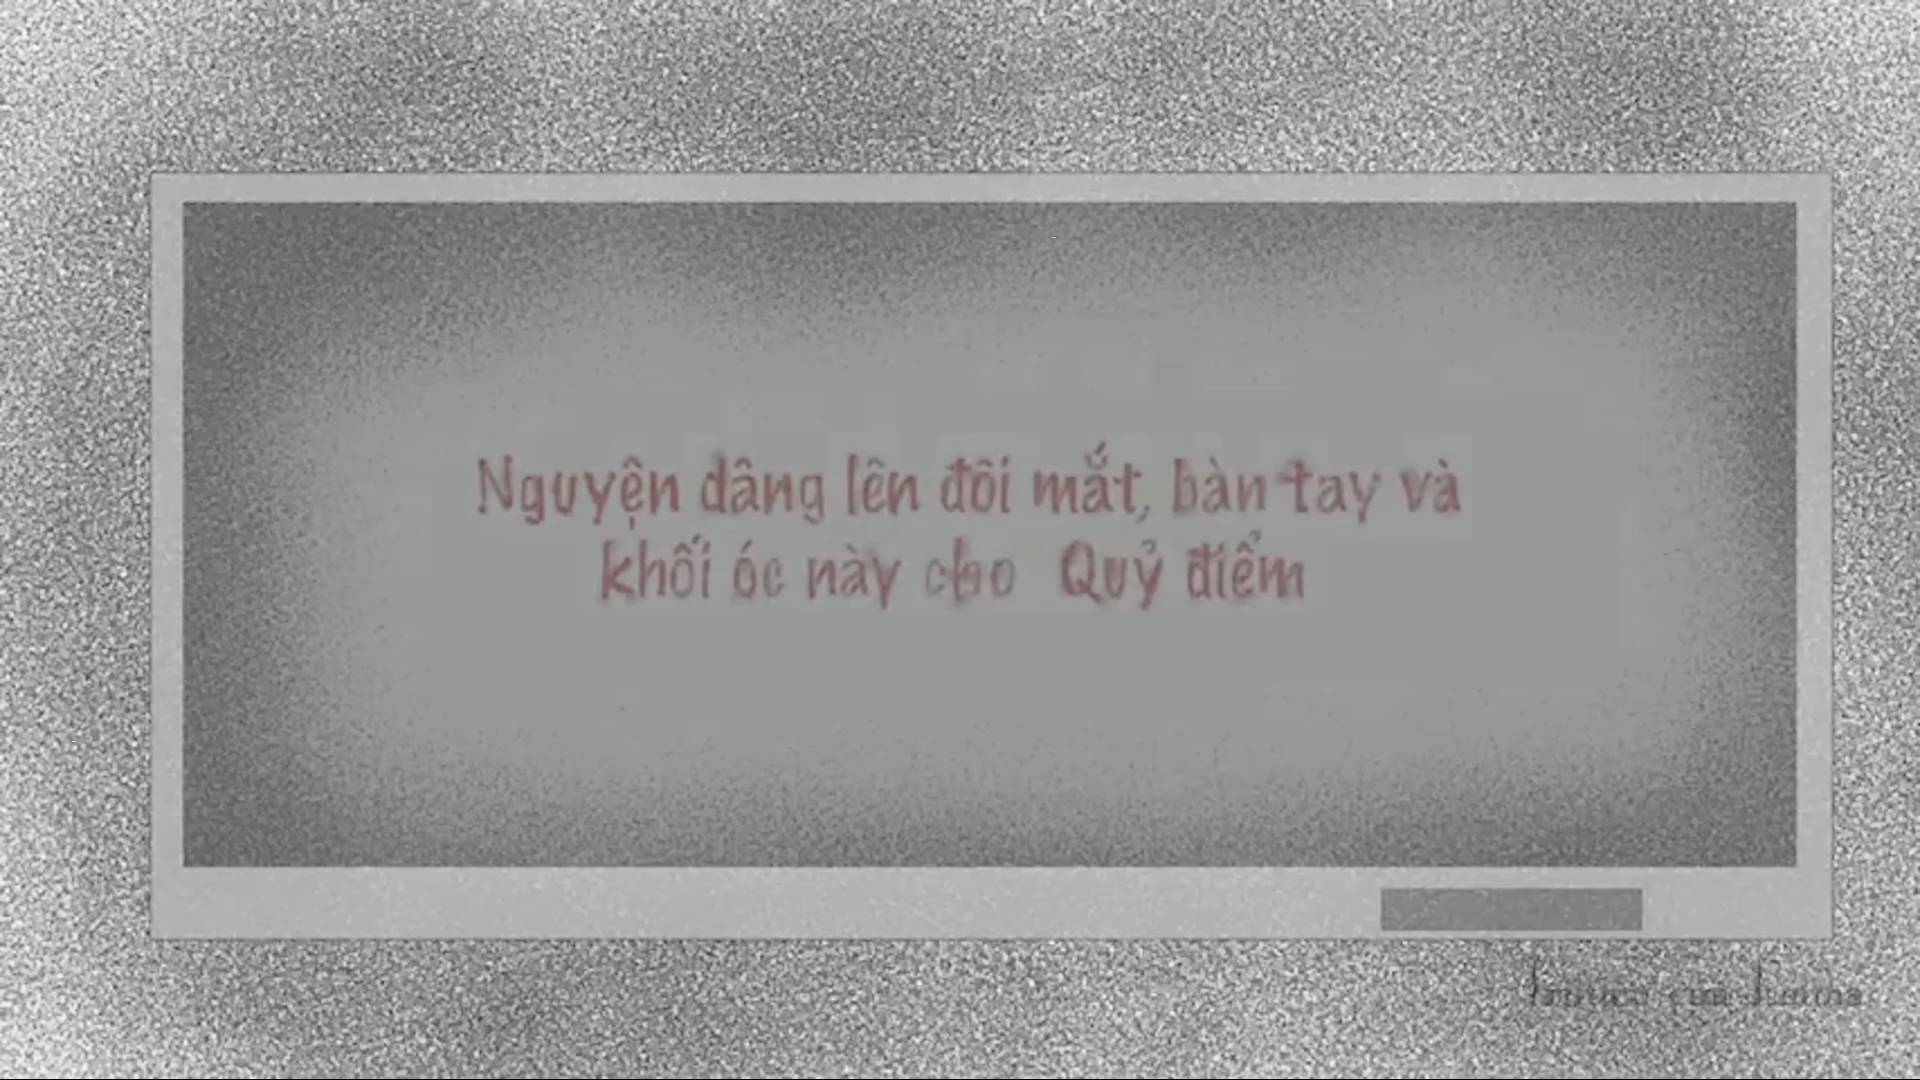 Nguyện dâng lên đôi mắt, bàn tay và
khối óc này cho Quỷ điểm